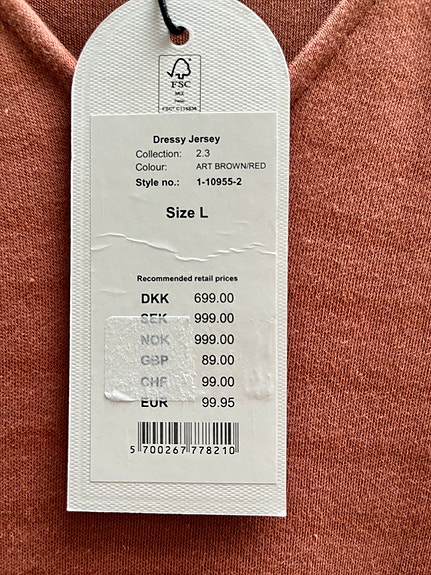 FSC
MIX
FSC® C118636
Dressy Jersey
Collection: 2.3
Colour: ART BROWN/RED
Style no.: 1-10955-2
Size L
Recommended retail prices
DKK 699.00
SEK 999.00
NOK 999.00
GBP 89.00
CHF 99.00
EUR 99.95
5 700267 778210